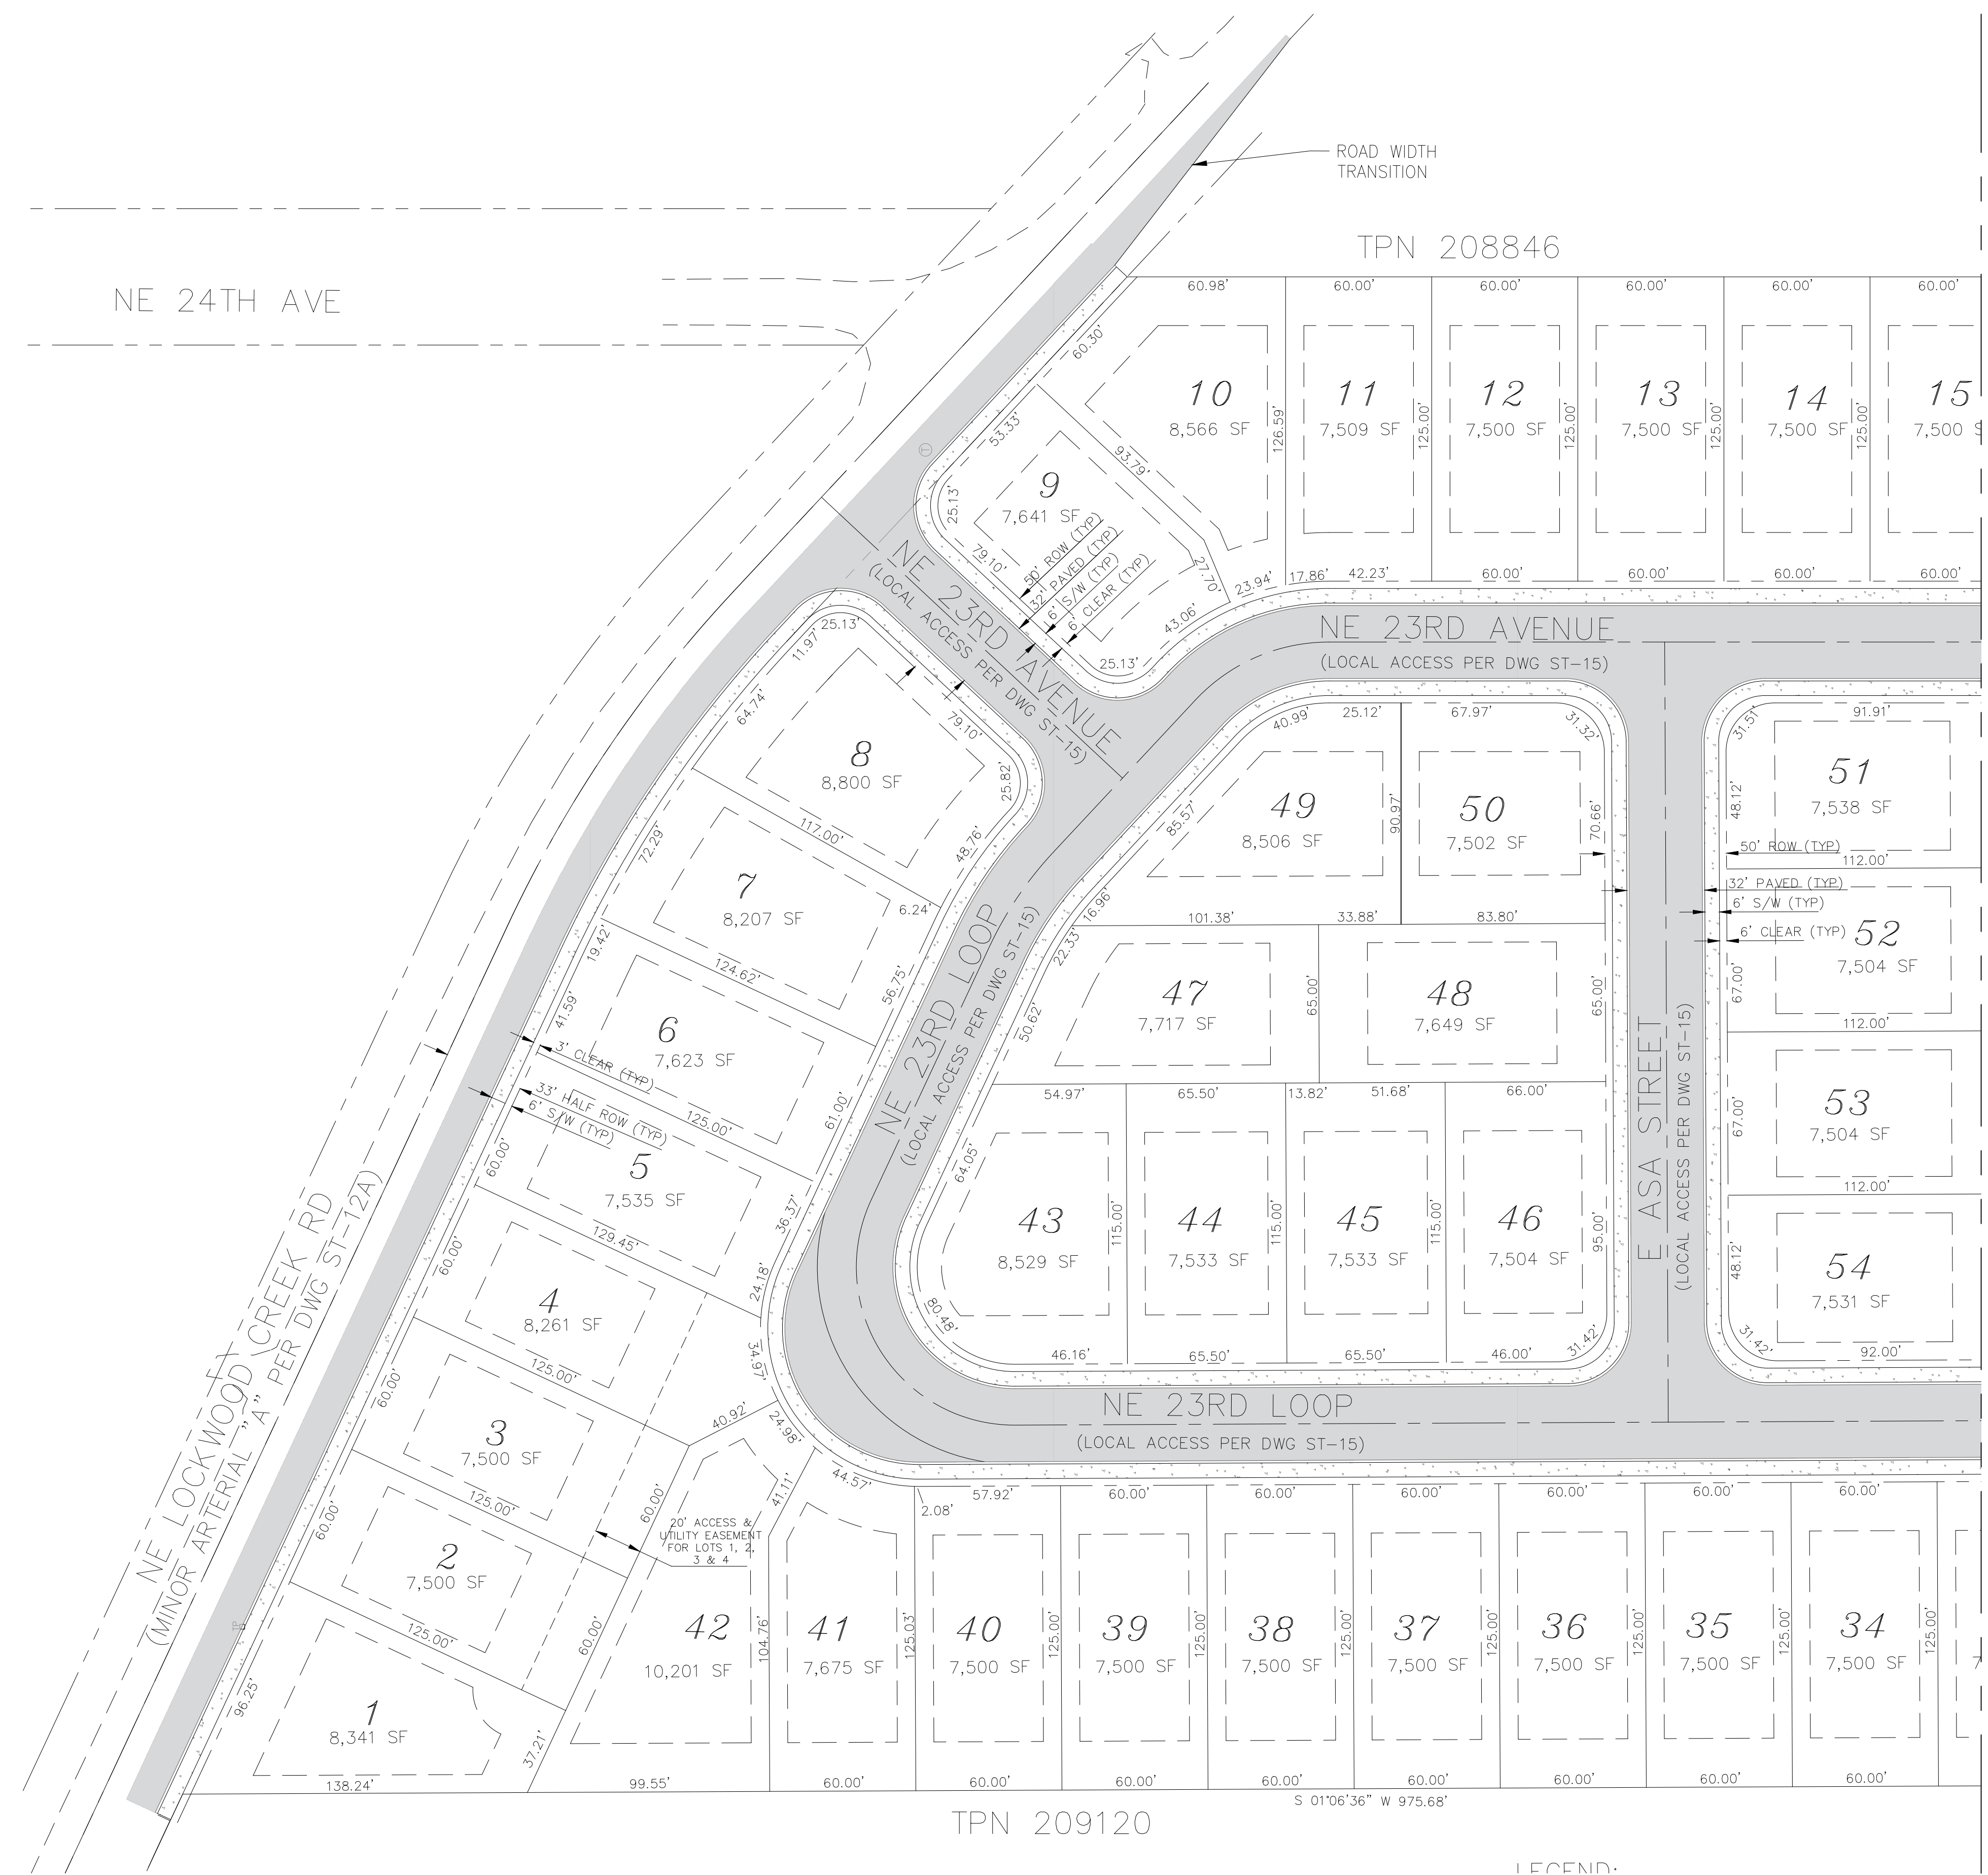 ROAD WIDTH
TRANSITION
TPN 208846
NE 24TH AVE
60.98'
60.00'
60.00'
60.00'
60.00'
60.00'
60.30'
10
8,566 SF
126.59'
11
7,509 SF
125.00'
12
7,500 SF
125.00'
13
7,500 SF
125.00'
14
7,500 SF
125.00'
15
7,500
53.33'
93.79'
9
7,641 SF
25.13'
79.10'
50' ROW (TYP)
32' PAVED (TYP)
6' S/W (TYP)
6' CLEAR (TYP)
27.70'
43.06'
25.13'
23.94'
17.86'
42.23'
60.00'
60.00'
60.00'
60.00'
NE 23RD AVENUE
(LOCAL ACCESS PER DWG ST-15)
NE 23RD AVENUE
(LOCAL ACCESS PER DWG ST-15)
25.13'
11.97'
64.74'
79.10'
8
8,800 SF
25.82'
117.00'
48.76'
72.29'
7
8,207 SF
6.24'
19.42'
124.62'
56.75'
41.59'
6
7,623 SF
3' CLEAR (TYP)
33' HALF ROW (TYP)
6' S/W (TYP)
125.00'
61.00'
60.00'
5
7,535 SF
36.37'
129.45'
24.18'
60.00'
4
8,261 SF
34.97'
125.00'
60.00'
3
7,500 SF
40.92'
24.98'
125.00'
60.00'
60.00'
41.11'
44.57'
20' ACCESS &
UTILITY EASEMENT
FOR LOTS 1, 2,
3 & 4
2
7,500 SF
125.00'
60.00'
96.25'
1
8,341 SF
37.21'
138.24'
NE LOCKWOOD CREEK RD
(MINOR ARTERIAL "A" PER DWG ST-12A)
NE 23RD LOOP
(LOCAL ACCESS PER DWG ST-15)
40.99'
25.12'
67.97'
31.32'
85.57'
49
8,506 SF
90.97'
50
7,502 SF
70.66'
16.96'
101.38'
33.88'
83.80'
22.33'
47
7,717 SF
65.00'
48
7,649 SF
65.00'
50.62'
54.97'
65.50'
13.82'
51.68'
66.00'
64.05'
43
8,529 SF
115.00'
44
7,533 SF
115.00'
45
7,533 SF
115.00'
46
7,504 SF
95.00'
80.48'
46.16'
65.50'
65.50'
46.00'
31.42'
E ASA STREET
(LOCAL ACCESS PER DWG ST-15)
31.51'
91.91'
51
7,538 SF
48.12'
50' ROW (TYP)
112.00'
32' PAVED (TYP)
6' S/W (TYP)
6' CLEAR (TYP)
52
7,504 SF
67.00'
112.00'
53
7,504 SF
67.00'
112.00'
54
7,531 SF
48.12'
31.42'
92.00'
NE 23RD LOOP
(LOCAL ACCESS PER DWG ST-15)
2.08'
57.92'
60.00'
60.00'
60.00'
60.00'
60.00'
60.00'
42
10,201 SF
104.76'
41
7,675 SF
125.03'
40
7,500 SF
125.00'
39
7,500 SF
125.00'
38
7,500 SF
125.00'
37
7,500 SF
125.00'
36
7,500 SF
125.00'
35
7,500 SF
125.00'
34
7,500 SF
125.00'
99.55'
60.00'
60.00'
60.00'
60.00'
60.00'
60.00'
60.00'
60.00'
S 01°06'36" W 975.68'
TPN 209120
LEGEND: